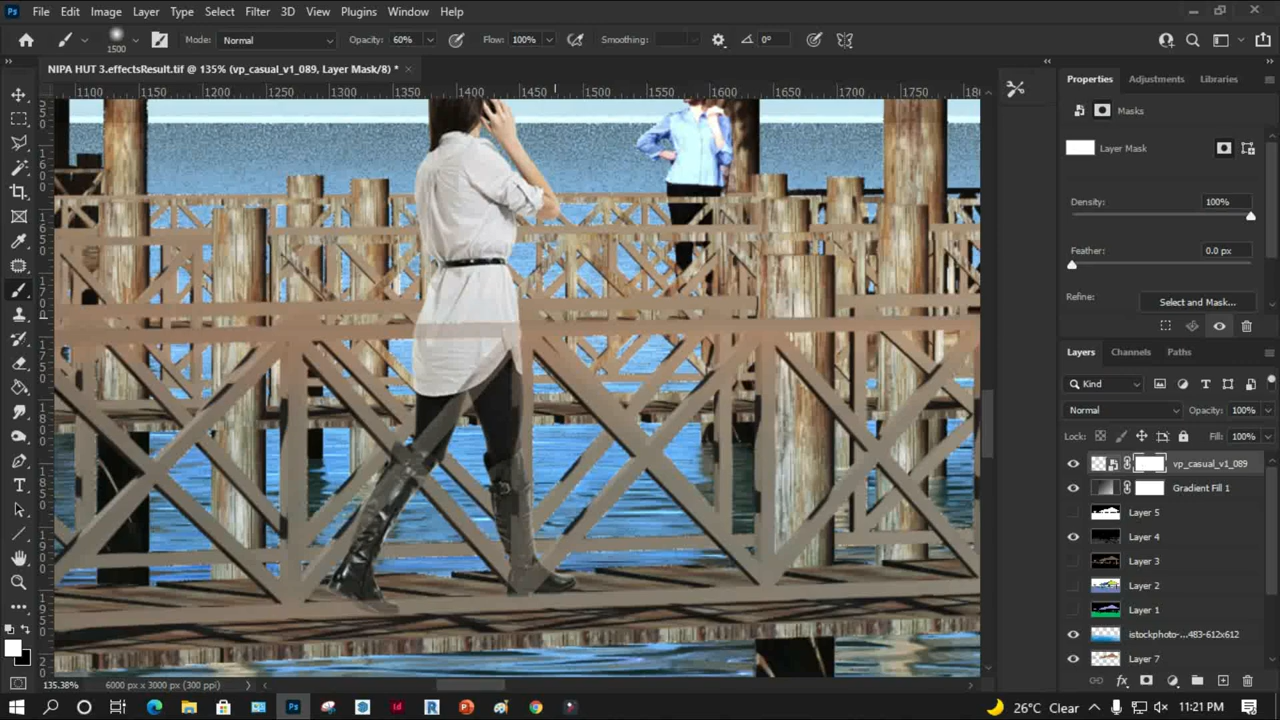 Ps File Edit Image Layer Type Select Filter 3D View Plugins Window Help
1500 Mode: Normal Opacity: 60% Flow: 100% Smoothing: 0°
NIPA HUT 3.effectsResult.tif @ 135% (vp_casual_v1_089, Layer Mask/8) *
1100 1150 1200 1250 1300 1350 1400 1450 1500 1550 1600 1650 1700 1750
Properties Adjustments Libraries
Masks
Layer Mask
Density: 100%
Feather: 0.0 px
Refine: Select and Mask...
Layers Channels Paths
Kind
Normal Opacity: 100%
Lock: Fill: 100%
vp_casual_v1_089
Gradient Fill 1
Layer 5
Layer 4
Layer 3
Layer 2
Layer 1
istockphoto-...483-612x612
Layer 7
135.38% 6000 px x 3000 px (300 ppi)
26°C Clear 11:21 PM